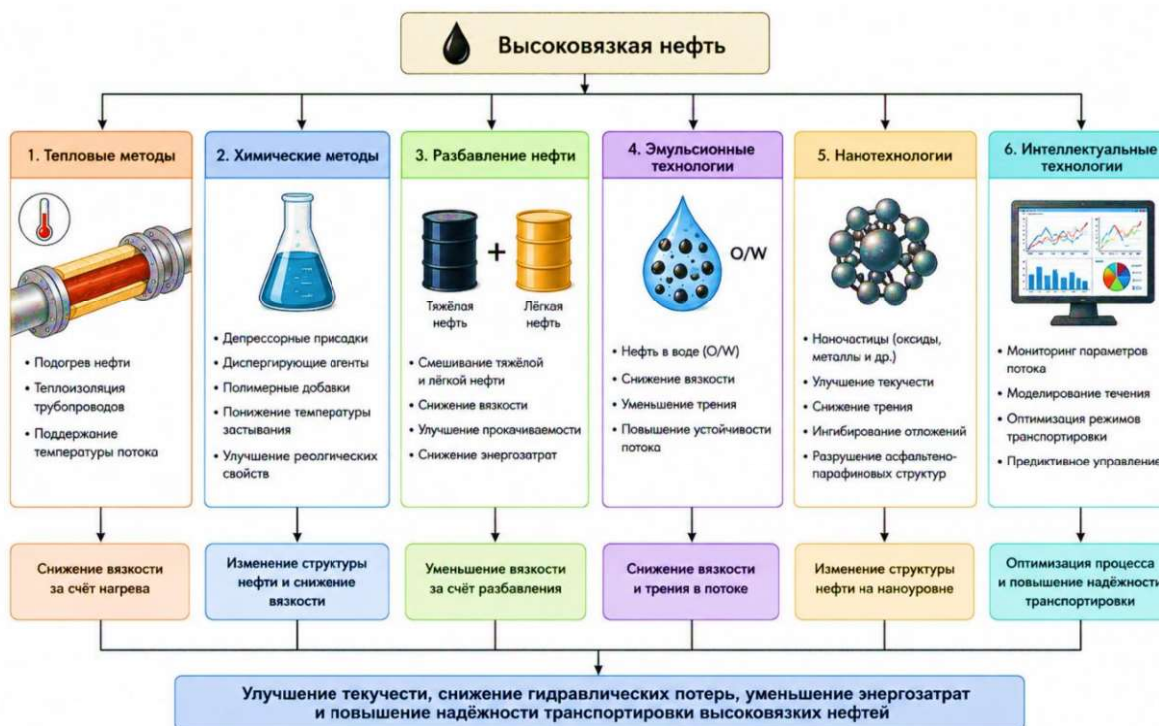 Высоковязкая нефть
1. Тепловые методы
• Подогрев нефти
• Теплоизоляция
трубопроводов
• Поддержание
температуры потока
Снижение вязкости
за счёт нагрева
2. Химические методы
• Депрессорные присадки
• Диспергирующие агенты
• Полимерные добавки
• Понижение температуры
застывания
• Улучшение реолгических
свойств
Изменение структуры
нефти и снижение
вязкости
3. Разбавление нефти
+
Тяжёлая
нефть
Лёгкая
нефть
• Смешивание тяжёлой
и лёгкой нефти
• Снижение вязкости
• Улучшение прокачиваемости
• Снижение энергозатрат
Уменьшение вязкости
за счёт разбавления
4. Эмульсионные
технологии
O/W
• Нефть в воде (O/W)
• Снижение вязкости
• Уменьшение трения
• Повышение устойчивости
потока
Снижение вязкости
и трения в потоке
5. Нанотехнологии
• Наночастицы (оксиды,
металлы и др.)
• Улучшение текучести
• Снижение трения
• Ингибирование отложений
• Разрушение асфальтено-
парафиновых структур
Изменение структуры
нефти на наноуровне
6. Интеллектуальные
технологии
• Мониторинг параметров
потока
• Моделирование течения
• Оптимизация режимов
транспортировки
• Предиктивное управление
Оптимизация процесса
и повышение надёжности
транспортировки
Улучшение текучести, снижение гидравлических потерь, уменьшение энергозатрат
и повышение надёжности транспортировки высоковязких нефтей